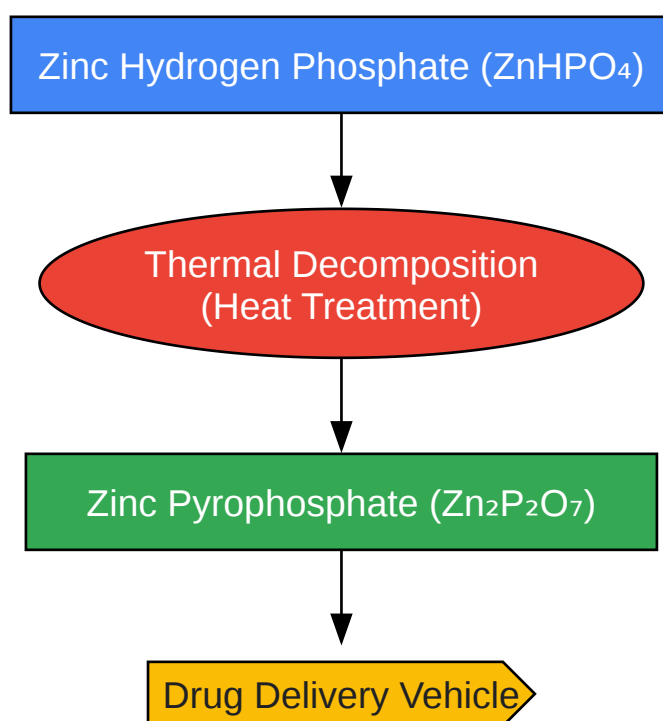 Zinc Hydrogen Phosphate (ZnHPO₄)
Thermal Decomposition
(Heat Treatment)
Zinc Pyrophosphate (Zn₂P₂O₇)
Drug Delivery Vehicle